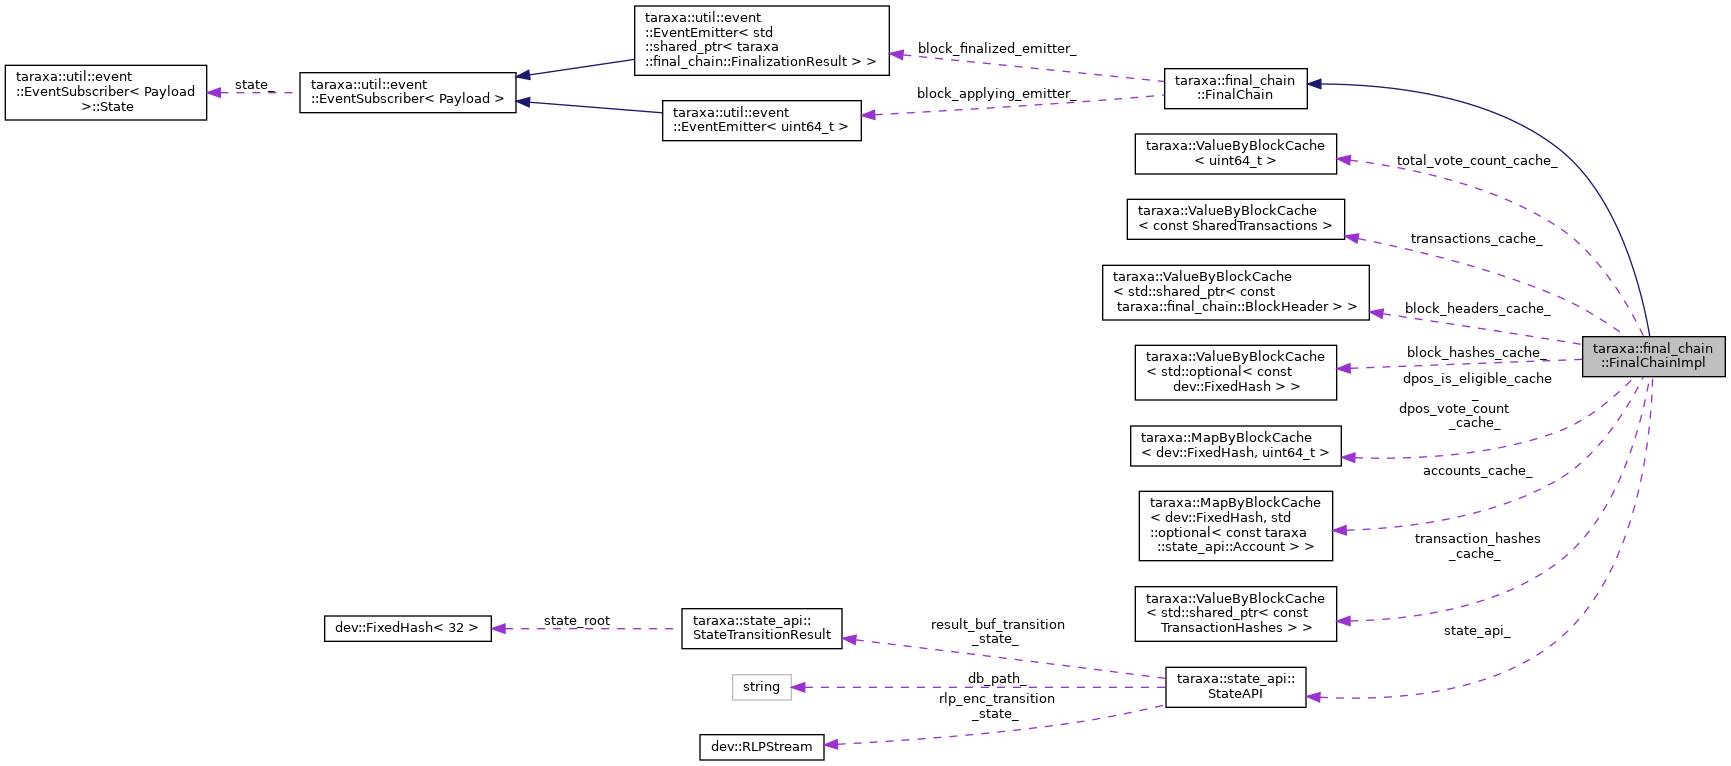 taraxa::util::event
::EventSubscriber< Payload
>::State
state_
taraxa::util::event
::EventSubscriber< Payload >
taraxa::util::event
::EventEmitter< std
::shared_ptr< taraxa
::final_chain::FinalizationResult > >
taraxa::util::event
::EventEmitter< uint64_t >
block_finalized_emitter_
block_applying_emitter_
taraxa::final_chain
::FinalChain
taraxa::ValueByBlockCache
< uint64_t >
total_vote_count_cache_
taraxa::ValueByBlockCache
< const SharedTransactions >
transactions_cache_
taraxa::ValueByBlockCache
< std::shared_ptr< const
taraxa::final_chain::BlockHeader > >
block_headers_cache_
taraxa::final_chain
::FinalChainImpl
taraxa::ValueByBlockCache
< std::optional< const
dev::FixedHash > >
block_hashes_cache_
dpos_is_eligible_cache
_
dpos_vote_count
_cache_
taraxa::MapByBlockCache
< dev::FixedHash, uint64_t >
accounts_cache_
taraxa::MapByBlockCache
< dev::FixedHash, std
::optional< const taraxa
::state_api::Account > >
transaction_hashes
_cache_
taraxa::ValueByBlockCache
< std::shared_ptr< const
TransactionHashes > >
state_api_
dev::FixedHash< 32 >
state_root
taraxa::state_api::
StateTransitionResult
result_buf_transition
_state_
string
db_path_
taraxa::state_api::
StateAPI
rlp_enc_transition
_state_
dev::RLPStream